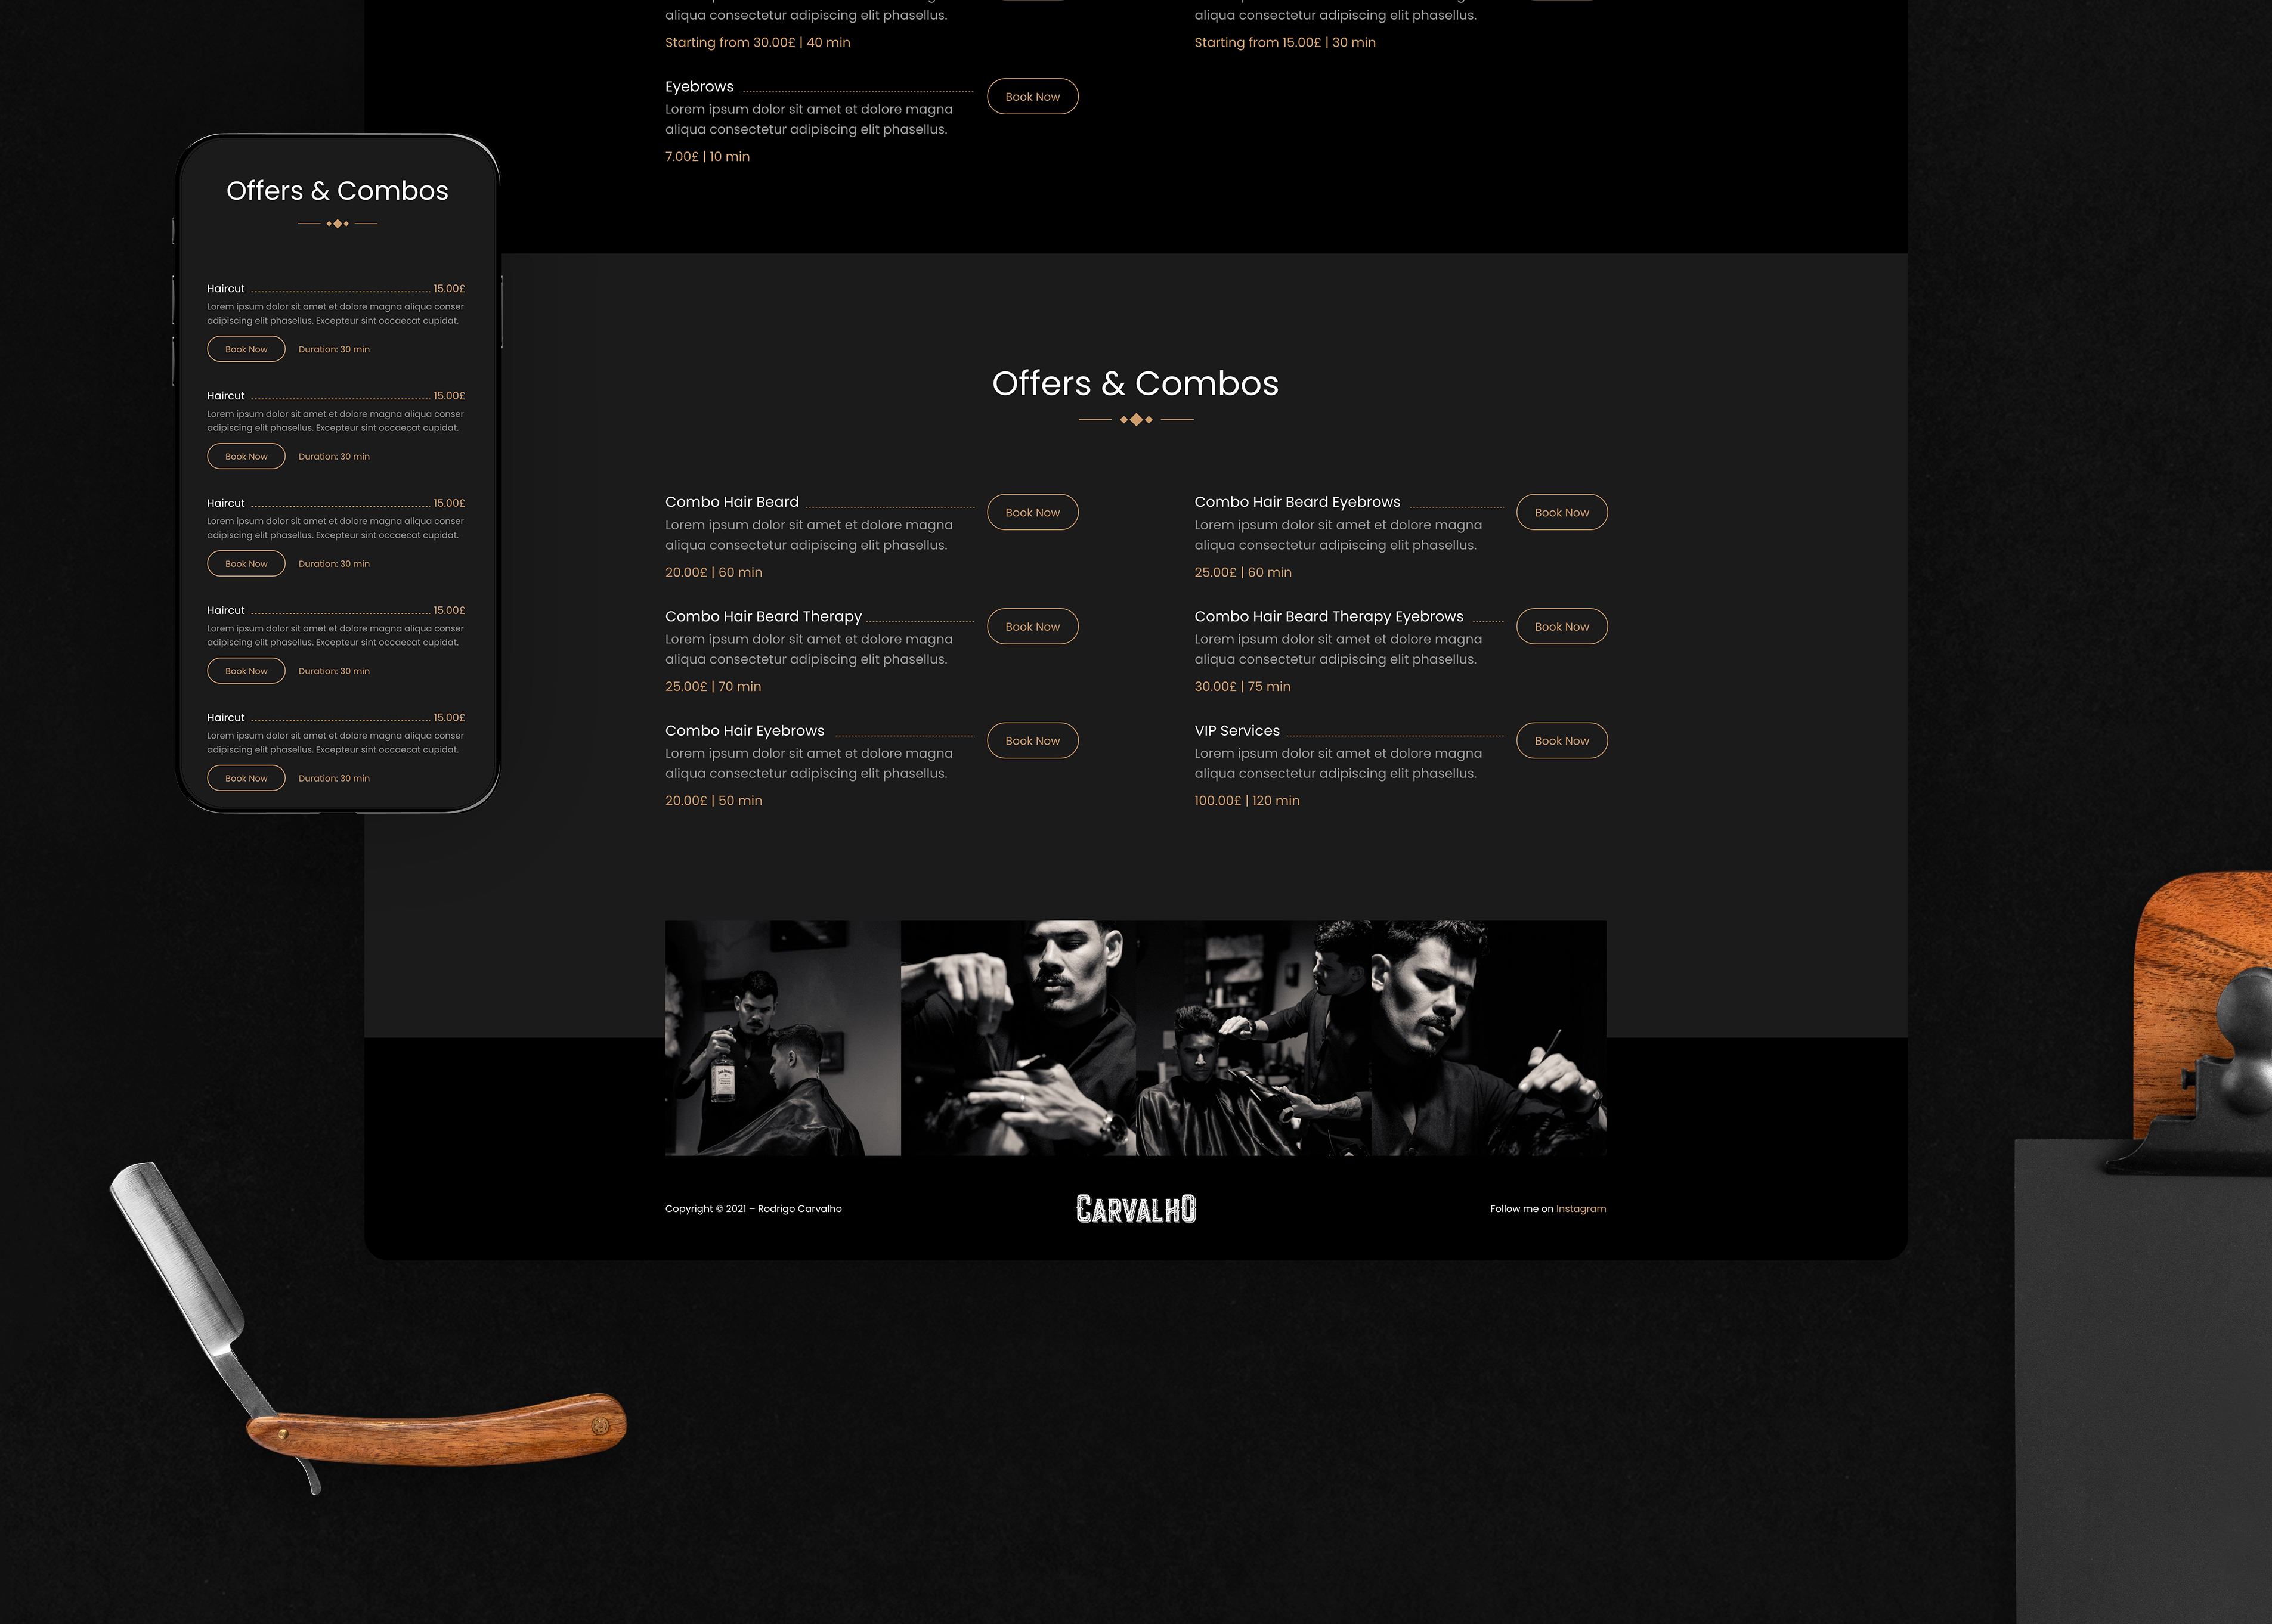 aliqua consectetur adipiscing elit phasellus.
Starting from 30.00£ | 40 min
aliqua consectetur adipiscing elit phasellus.
Starting from 15.00£ | 30 min
Eyebrows
Book Now
Lorem ipsum dolor sit amet et dolore magna
aliqua consectetur adipiscing elit phasellus.
7.00£ | 10 min
Offers & Combos
Haircut 15.00£
Lorem ipsum dolor sit amet et dolore magna aliqua conser
adipiscing elit phasellus. Excepteur sint occaecat cupidat.
Book Now Duration: 30 min
Haircut 15.00£
Lorem ipsum dolor sit amet et dolore magna aliqua conser
adipiscing elit phasellus. Excepteur sint occaecat cupidat.
Book Now Duration: 30 min
Haircut 15.00£
Lorem ipsum dolor sit amet et dolore magna aliqua conser
adipiscing elit phasellus. Excepteur sint occaecat cupidat.
Book Now Duration: 30 min
Haircut 15.00£
Lorem ipsum dolor sit amet et dolore magna aliqua conser
adipiscing elit phasellus. Excepteur sint occaecat cupidat.
Book Now Duration: 30 min
Haircut 15.00£
Lorem ipsum dolor sit amet et dolore magna aliqua conser
adipiscing elit phasellus. Excepteur sint occaecat cupidat.
Book Now Duration: 30 min
Offers & Combos
Combo Hair Beard
Book Now
Lorem ipsum dolor sit amet et dolore magna
aliqua consectetur adipiscing elit phasellus.
20.00£ | 60 min
Combo Hair Beard Eyebrows
Book Now
Lorem ipsum dolor sit amet et dolore magna
aliqua consectetur adipiscing elit phasellus.
25.00£ | 60 min
Combo Hair Beard Therapy
Book Now
Lorem ipsum dolor sit amet et dolore magna
aliqua consectetur adipiscing elit phasellus.
25.00£ | 70 min
Combo Hair Beard Therapy Eyebrows
Book Now
Lorem ipsum dolor sit amet et dolore magna
aliqua consectetur adipiscing elit phasellus.
30.00£ | 75 min
Combo Hair Eyebrows
Book Now
Lorem ipsum dolor sit amet et dolore magna
aliqua consectetur adipiscing elit phasellus.
20.00£ | 50 min
VIP Services
Book Now
Lorem ipsum dolor sit amet et dolore magna
aliqua consectetur adipiscing elit phasellus.
100.00£ | 120 min
Copyright © 2021 – Rodrigo Carvalho
CARVALHO
Follow me on Instagram